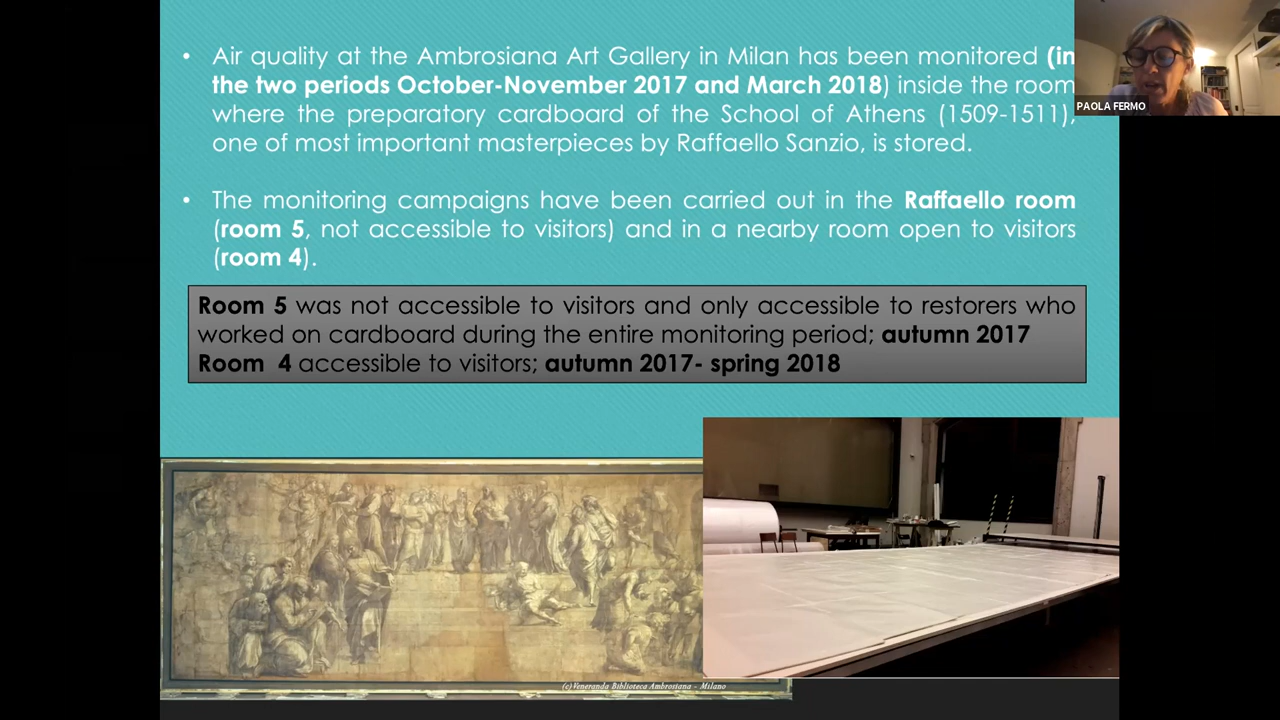 • Air quality at the Ambrosiana Art Gallery in Milan has been monitored (in
the two periods October-November 2017 and March 2018) inside the room
where the preparatory cardboard of the School of Athens (1509-1511),
one of most important masterpieces by Raffaello Sanzio, is stored.
• The monitoring campaigns have been carried out in the Raffaello room
(room 5, not accessible to visitors) and in a nearby room open to visitors
(room 4).
Room 5 was not accessible to visitors and only accessible to restorers who
worked on cardboard during the entire monitoring period; autumn 2017
Room 4 accessible to visitors; autumn 2017- spring 2018
(c)Veneranda Biblioteca Ambrosiana - Milano
PAOLA FERMO